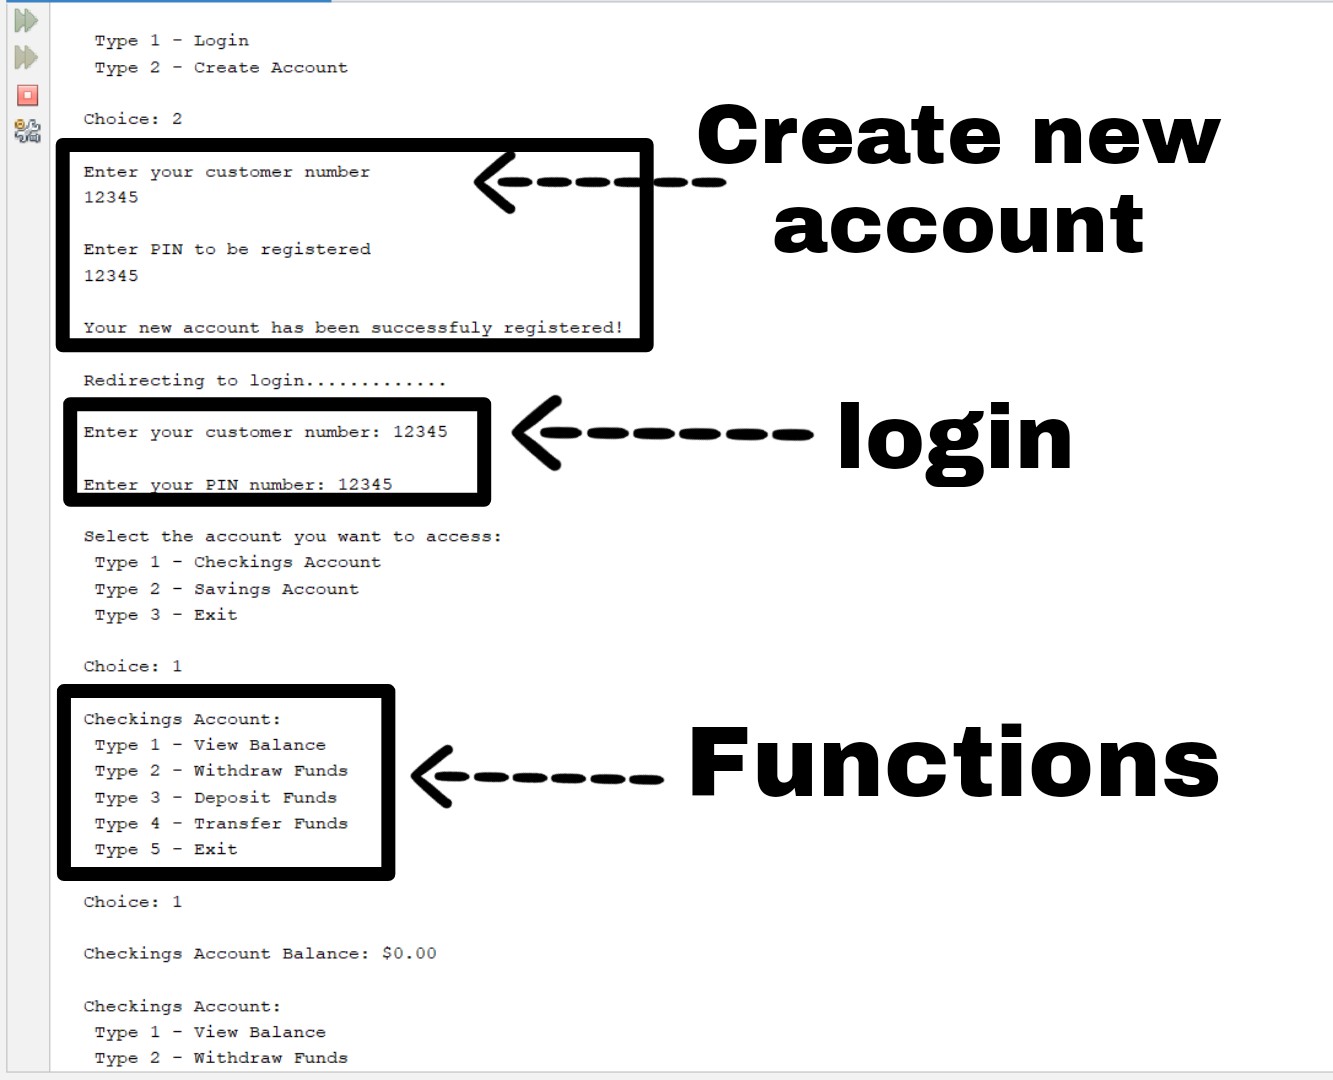 Type 1 - Login
Type 2 - Create Account
Choice: 2
Create new
account
Enter your customer number
12345
Enter PIN to be registered
12345
Your new account has been successfuly registered!
Redirecting to login.............
login
Enter your customer number: 12345
Enter your PIN number: 12345
Select the account you want to access:
Type 1 - Checkings Account
Type 2 - Savings Account
Type 3 - Exit
Choice: 1
Functions
Checkings Account:
Type 1 - View Balance
Type 2 - Withdraw Funds
Type 3 - Deposit Funds
Type 4 - Transfer Funds
Type 5 - Exit
Choice: 1
Checkings Account Balance: $0.00
Checkings Account:
Type 1 - View Balance
Type 2 - Withdraw Funds